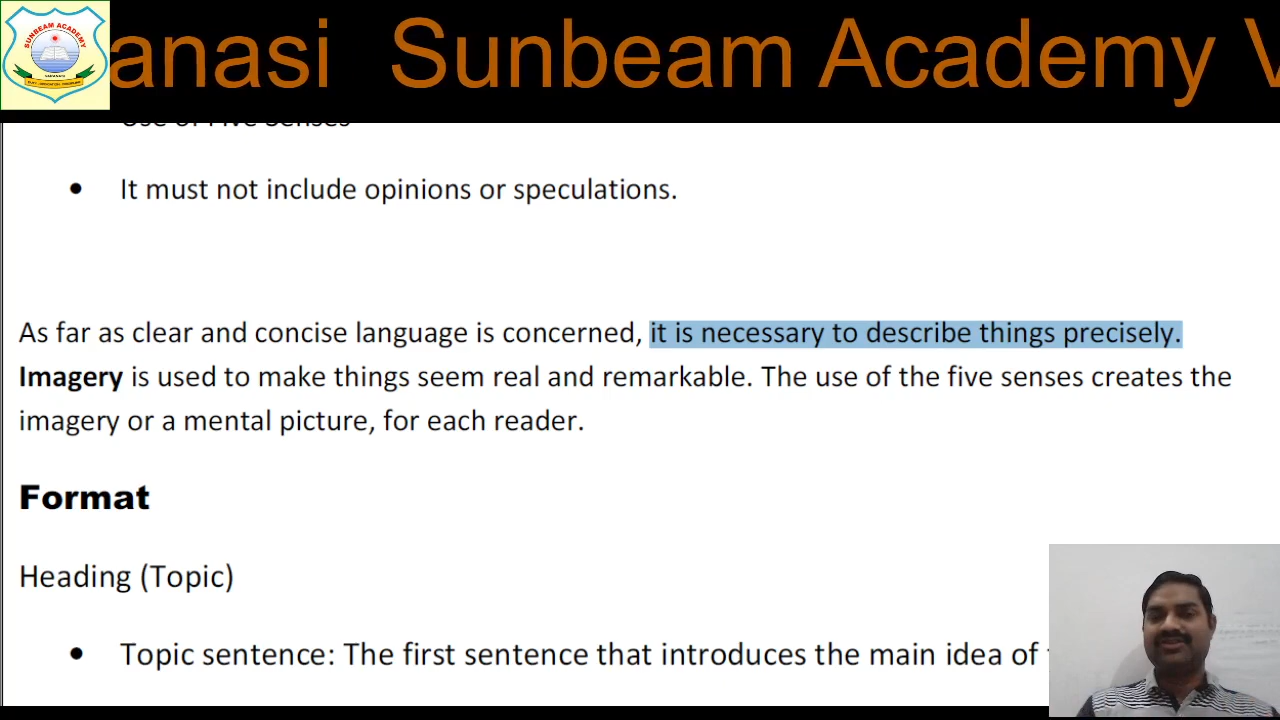 anasi Sunbeam Academy V
SUNBEAM ACADEMY
VARANASI
Use of Five Senses
• It must not include opinions or speculations.
As far as clear and concise language is concerned, it is necessary to describe things precisely.
Imagery is used to make things seem real and remarkable. The use of the five senses creates the
imagery or a mental picture, for each reader.
Format
Heading (Topic)
• Topic sentence: The first sentence that introduces the main idea of